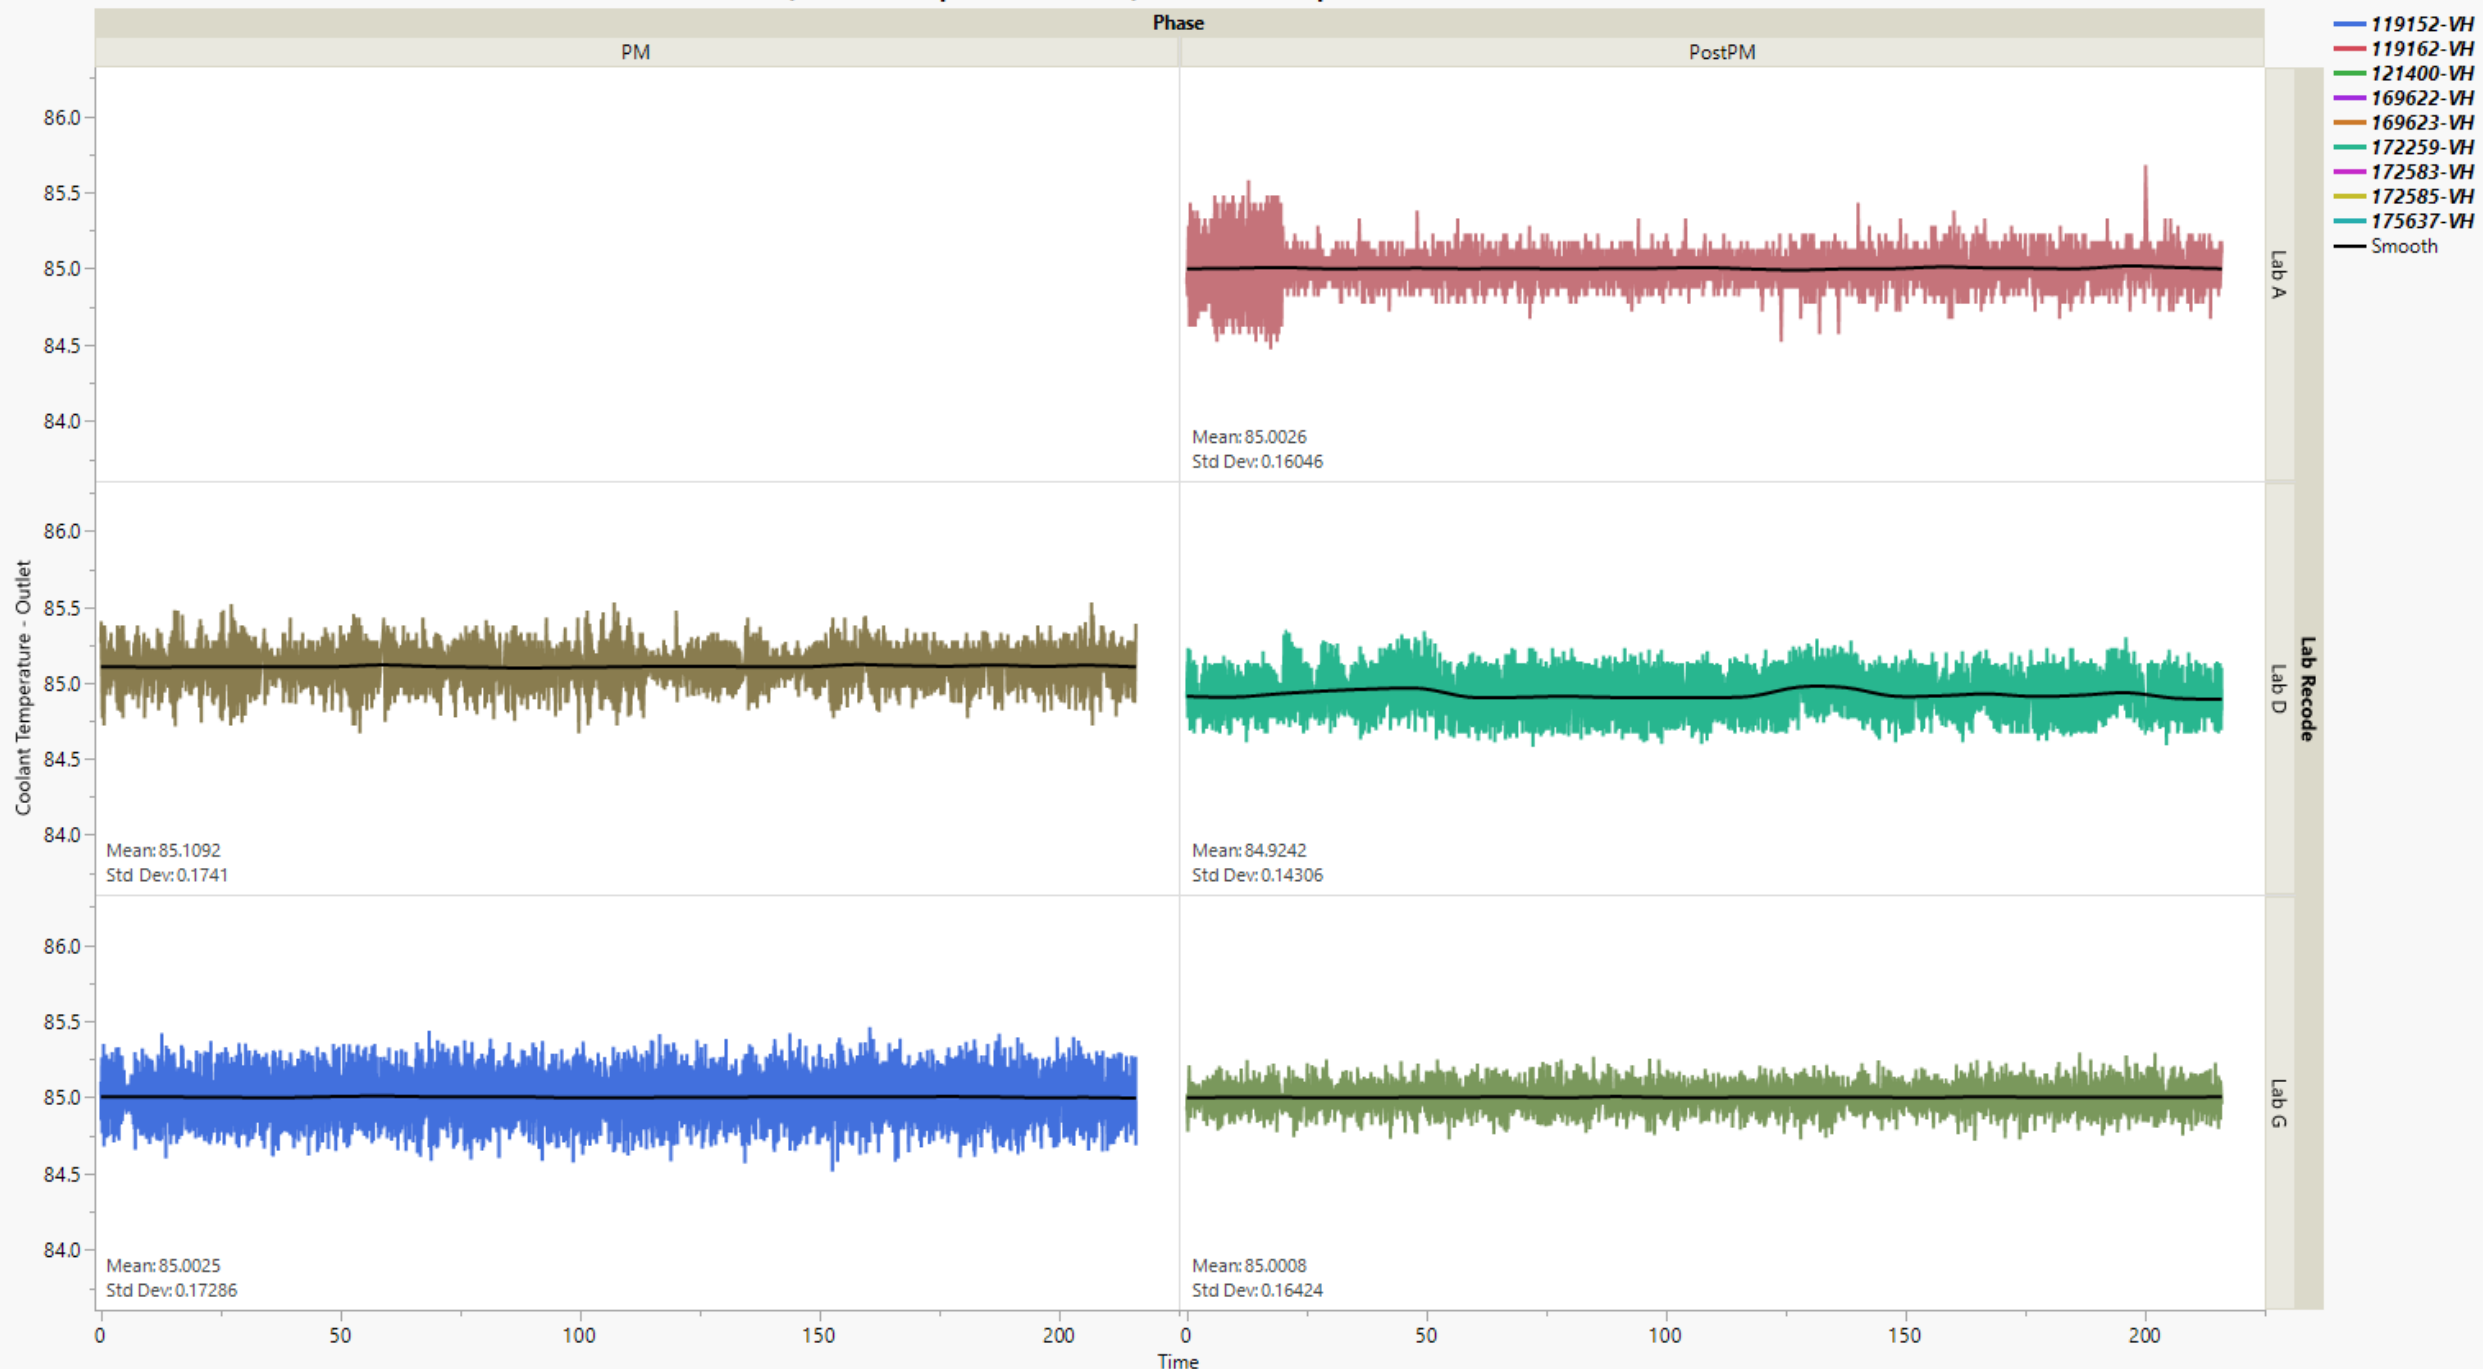 Phase
PM
PostPM
119152-VH
119162-VH
121400-VH
169622-VH
169623-VH
172259-VH
172583-VH
172585-VH
175637-VH
Smooth
Coolant Temperature - Outlet
86.0
85.5
85.0
84.5
84.0
Mean: 85.0026
Std Dev: 0.16046
Lab A
86.0
85.5
85.0
84.5
84.0
Mean: 85.1092
Std Dev: 0.1741
Mean: 84.9242
Std Dev: 0.14306
Lab D
Lab Recode
86.0
85.5
85.0
84.5
84.0
Mean: 85.0025
Std Dev: 0.17286
Mean: 85.0008
Std Dev: 0.16424
Lab G
0 50 100 150 200 0 50 100 150 200
Time